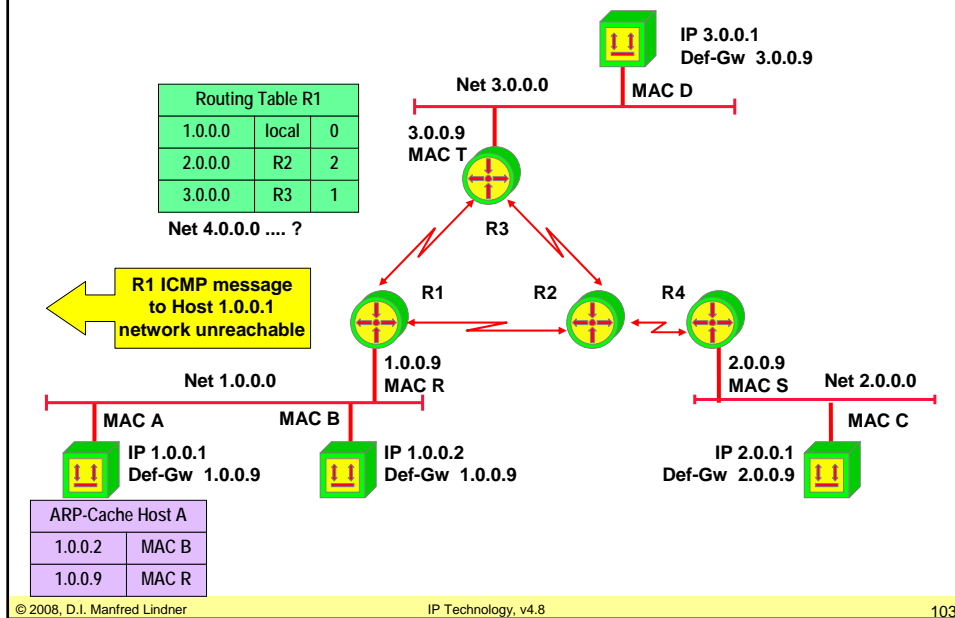 IP 3.0.0.1
Def-Gw 3.0.0.9
Net 3.0.0.0
MAC D
Routing Table R1
1.0.0.0 local 0
2.0.0.0 R2 2
3.0.0.0 R3 1
Net 4.0.0.0 .... ?
3.0.0.9
MAC T
R3
R1 ICMP message
to Host 1.0.0.1
network unreachable
R1
R2
R4
1.0.0.9
MAC R
2.0.0.9
MAC S
Net 1.0.0.0
Net 2.0.0.0
MAC A
MAC B
MAC C
IP 1.0.0.1
Def-Gw 1.0.0.9
IP 1.0.0.2
Def-Gw 1.0.0.9
IP 2.0.0.1
Def-Gw 2.0.0.9
ARP-Cache Host A
1.0.0.2 MAC B
1.0.0.9 MAC R
© 2008, D.I. Manfred Lindner
IP Technology, v4.8
103